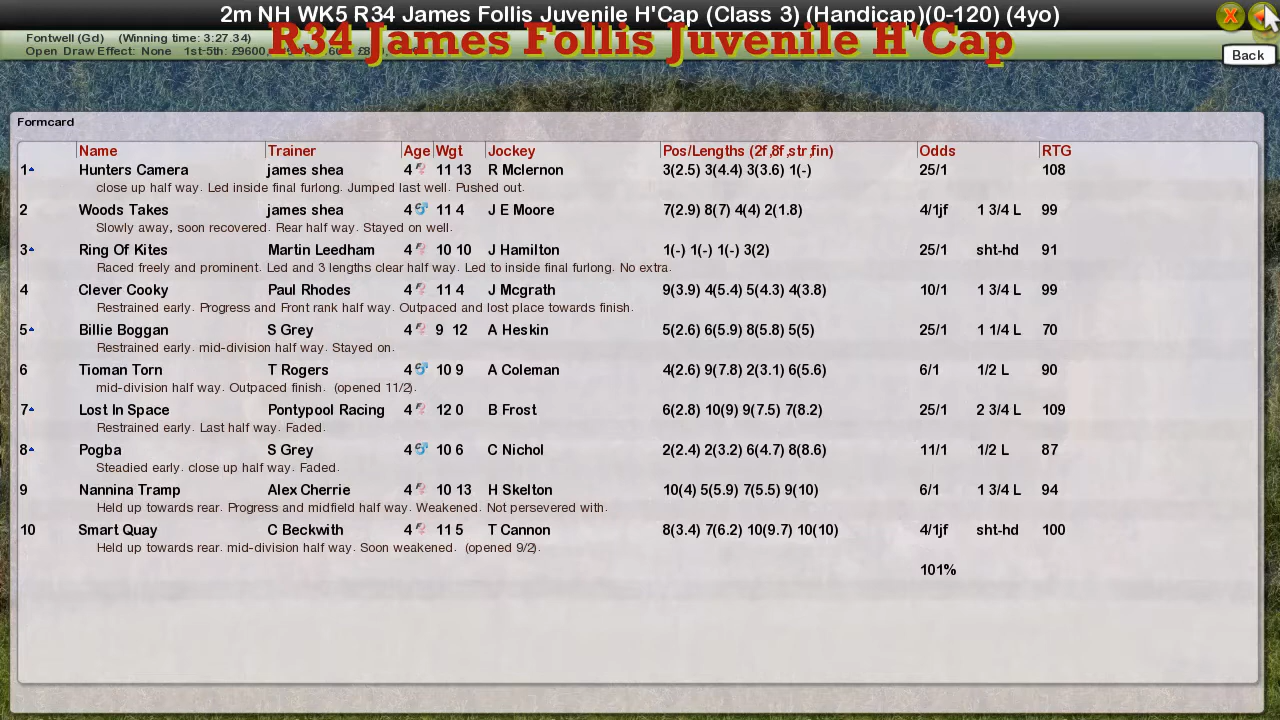 2m NH WK5 R34 James Follis Juvenile H'Cap (Class 3) (Handicap)(0-120) (4yo)
R34 James Follis Juvenile H'Cap
Fontwell (Gd) (Winning time: 3:27.34)
Open Draw Effect: None 1st-5th: £9600,
Back
Formcard
Name Trainer Age Wgt Jockey Pos/Lengths (2f,8f,str,fin) Odds RTG
1 Hunters Camera james shea 4 11 13 R Mclernon 3(2.5) 3(4.4) 3(3.6) 1(-) 25/1 108
close up half way. Led inside final furlong. Jumped last well. Pushed out.
2 Woods Takes james shea 4 11 4 J E Moore 7(2.9) 8(7) 4(4) 2(1.8) 4/1jf 1 3/4 L 99
Slowly away, soon recovered. Rear half way. Stayed on well.
3 Ring Of Kites Martin Leedham 4 10 10 J Hamilton 1(-) 1(-) 1(-) 3(2) 25/1 sht-hd 91
Raced freely and prominent. Led and 3 lengths clear half way. Led to inside final furlong. No extra.
4 Clever Cooky Paul Rhodes 4 11 4 J Mcgrath 9(3.9) 4(5.4) 5(4.3) 4(3.8) 10/1 1 3/4 L 99
Restrained early. Progress and Front rank half way. Outpaced and lost place towards finish.
5 Billie Boggan S Grey 4 9 12 A Heskin 5(2.6) 6(5.9) 8(5.8) 5(5) 25/1 1 1/4 L 70
Restrained early. mid-division half way. Stayed on.
6 Tioman Torn T Rogers 4 10 9 A Coleman 4(2.6) 9(7.8) 2(3.1) 6(5.6) 6/1 1/2 L 90
mid-division half way. Outpaced finish. (opened 11/2).
7 Lost In Space Pontypool Racing 4 12 0 B Frost 6(2.8) 10(9) 9(7.5) 7(8.2) 25/1 2 3/4 L 109
Restrained early. Last half way. Faded.
8 Pogba S Grey 4 10 6 C Nichol 2(2.4) 2(3.2) 6(4.7) 8(8.6) 11/1 1/2 L 87
Steadied early. close up half way. Faded.
9 Nannina Tramp Alex Cherrie 4 10 13 H Skelton 10(4) 5(5.9) 7(5.5) 9(10) 6/1 1 3/4 L 94
Held up towards rear. Progress and midfield half way. Weakened. Not persevered with.
10 Smart Quay C Beckwith 4 11 5 T Cannon 8(3.4) 7(6.2) 10(9.7) 10(10) 4/1jf sht-hd 100
Held up towards rear. mid-division half way. Soon weakened. (opened 9/2).
101%